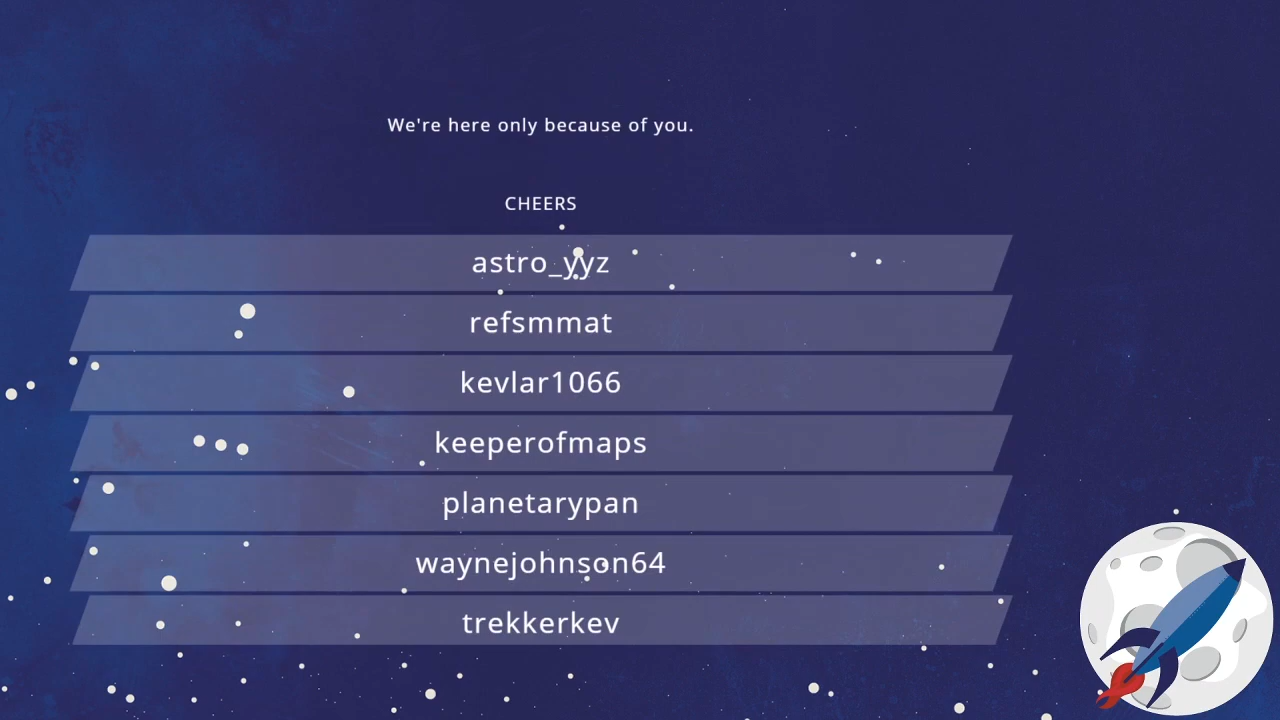 We're here only because of you.
CHEERS
astro_yyz
refsmmat
kevlar1066
keeperofmaps
planetarypan
waynejohnson64
trekkerkev